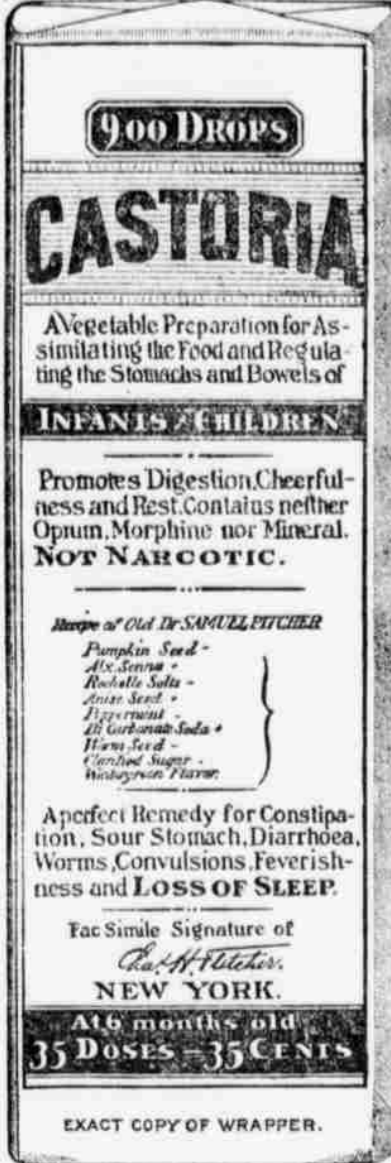 900 DROPS
CASTORIA
A Vegetable Preparation for As-
similating the Food and Regula-
ting the Stomachs and Bowels of
INFANTS / CHILDREN
Promotes Digestion, Cheerful-
ness and Rest. Contains neither
Opium, Morphine nor Mineral.
NOT NARCOTIC.
Recipe of Old Dr SAMUEL PITCHER
Pumpkin Seed -
Alx. Senna +
Rochelle Salts -
Anise Seed +
Peppermint -
Bi Carbonate Soda +
Worm Seed -
Clarified Sugar -
Wintergreen Flavor.
A perfect Remedy for Constipa-
tion, Sour Stomach, Diarrhoea,
Worms, Convulsions, Feverish-
ness and LOSS OF SLEEP.
Fac Simile Signature of
Chas. H. Fletcher.
NEW YORK.
At 6 months old
35 DOSES - 35 CENTS
EXACT COPY OF WRAPPER.